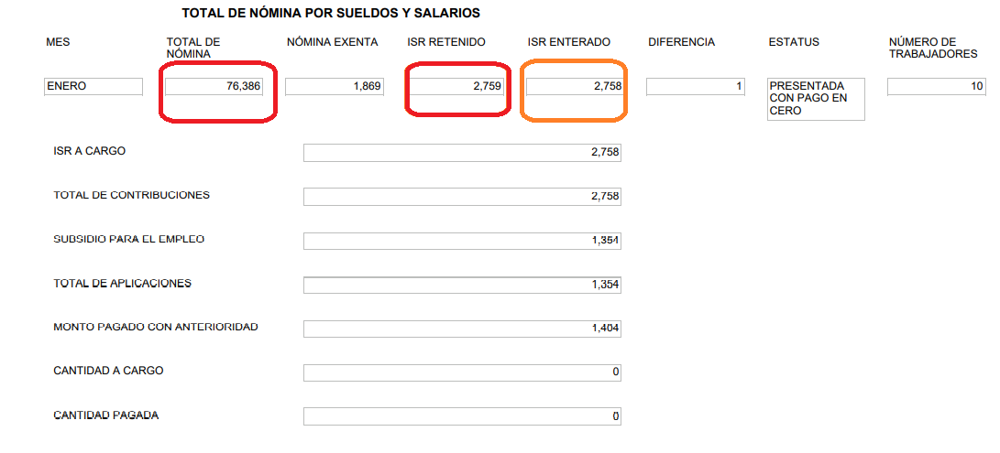 TOTAL DE NÓMINA POR SUELDOS Y SALARIOS
MES TOTAL DE NÓMINA EXENTA ISR RETENIDO ISR ENTERADO DIFERENCIA ESTATUS NÚMERO DE
NÓMINA TRABAJADORES
ENERO 76,386 1,869 2,759 2,758 1 PRESENTADA 10
CON PAGO EN
CERO
ISR A CARGO 2,758
TOTAL DE CONTRIBUCIONES 2,758
SUBSIDIO PARA EL EMPLEO 1,354
TOTAL DE APLICACIONES 1,354
MONTO PAGADO CON ANTERIORIDAD 1,404
CANTIDAD A CARGO 0
CANTIDAD PAGADA 0